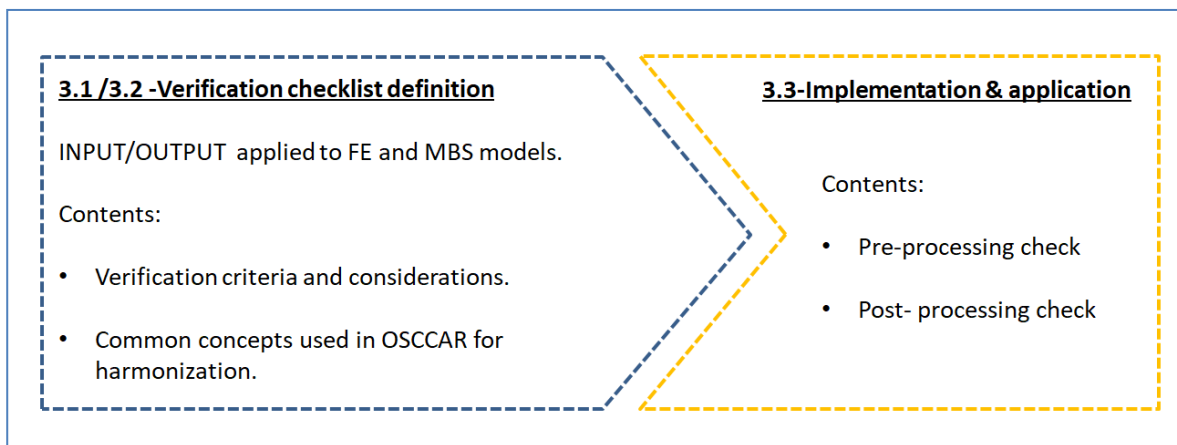 3.1 /3.2 -Verification checklist definition
INPUT/OUTPUT applied to FE and MBS models.
Contents:
• Verification criteria and considerations.
• Common concepts used in OSCCAR for
harmonization.
3.3-Implementation & application
Contents:
• Pre-processing check
• Post- processing check